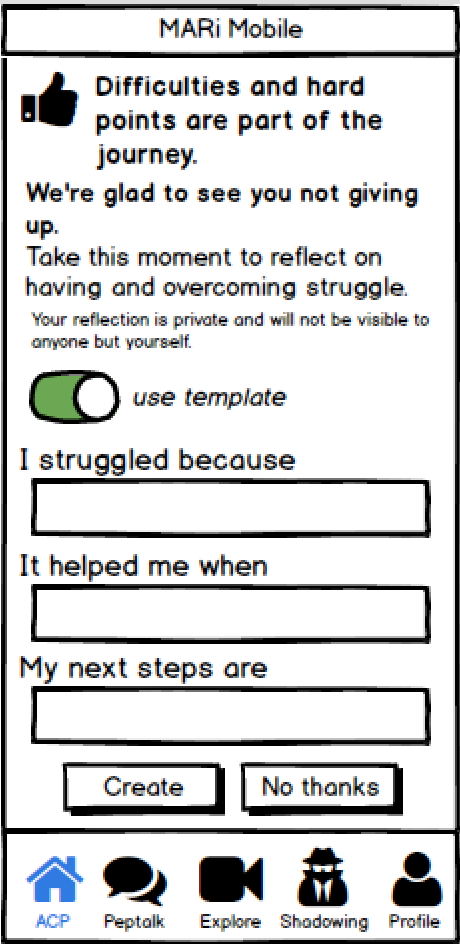 MARi Mobile
Difficulties and hard
points are part of the
journey.
We're glad to see you not giving
up.
Take this moment to reflect on
having and overcoming struggle.
Your reflection is private and will not be visible to
anyone but yourself.
use template
I struggled because
It helped me when
My next steps are
Create No thanks
ACP Peptalk Explore Shadowing Profile